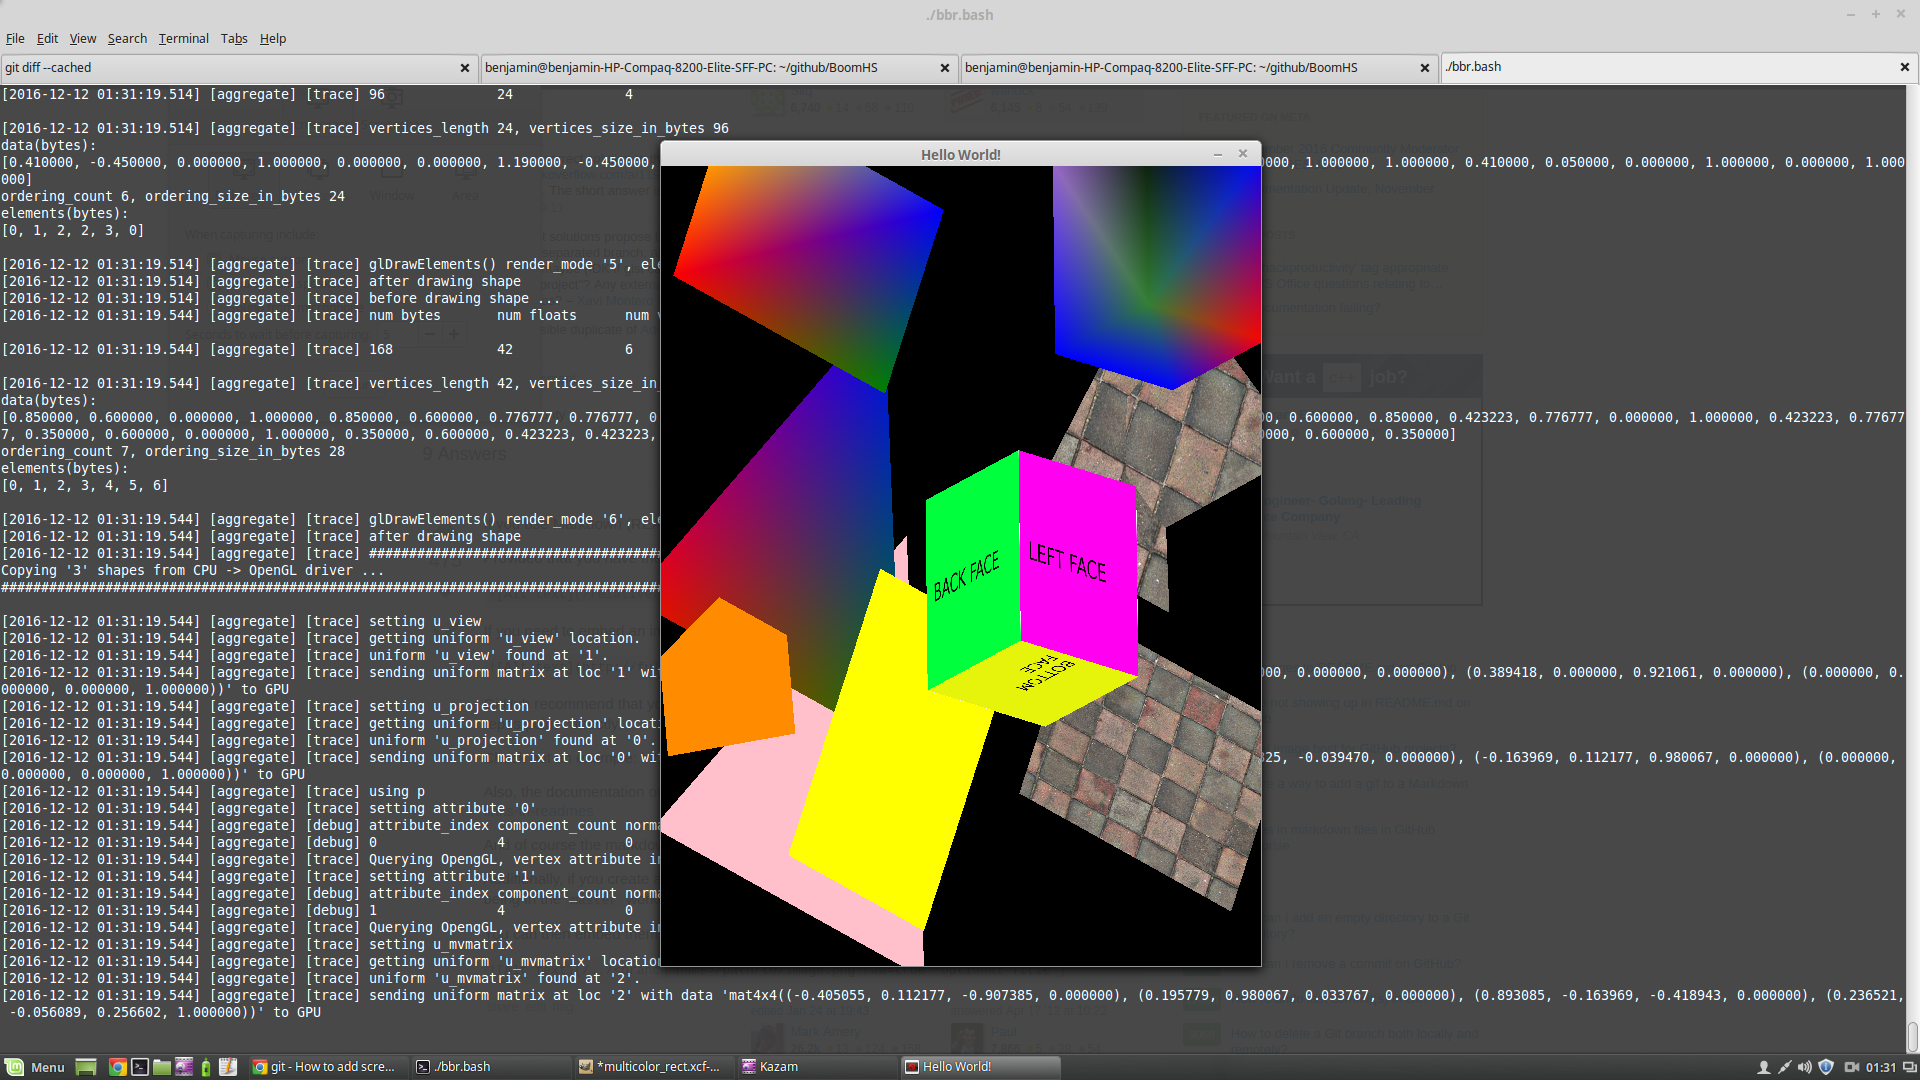 ./bbr.bash
File Edit View Search Terminal Tabs Help
git diff --cached
benjamin@benjamin-HP-Compaq-8200-Elite-SFF-PC: ~/github/BoomHS
benjamin@benjamin-HP-Compaq-8200-Elite-SFF-PC: ~/github/BoomHS
./bbr.bash
[2016-12-12 01:31:19.514] [aggregate] [trace] 96 24 4
[2016-12-12 01:31:19.514] [aggregate] [trace] vertices_length 24, vertices_size_in_bytes 96
data(bytes):
[0.410000, -0.450000, 0.000000, 1.000000, 0.000000, 0.000000, 1.190000, -0.450000, 000, 1.000000, 1.000000, 0.410000, 0.050000, 0.000000, 1.000000, 0.000000, 1.000
000]
ordering_count 6, ordering_size_in_bytes 24
elements(bytes):
[0, 1, 2, 2, 3, 0]
[2016-12-12 01:31:19.514] [aggregate] [trace] glDrawElements() render_mode '5', ele
[2016-12-12 01:31:19.514] [aggregate] [trace] after drawing shape
[2016-12-12 01:31:19.514] [aggregate] [trace] before drawing shape ...
[2016-12-12 01:31:19.514] [aggregate] [trace] num bytes num floats num v
[2016-12-12 01:31:19.544] [aggregate] [trace] 168 42 6
[2016-12-12 01:31:19.544] [aggregate] [trace] vertices_length 42, vertices_size_in_
data(bytes):
[0.850000, 0.600000, 0.000000, 1.000000, 0.850000, 0.600000, 0.776777, 0.776777, 0 0, 0.600000, 0.850000, 0.423223, 0.776777, 0.000000, 1.000000, 0.423223, 0.77677
7, 0.350000, 0.600000, 0.000000, 1.000000, 0.350000, 0.600000, 0.423223, 0.423223, 0, 0.600000, 0.350000]
ordering_count 7, ordering_size_in_bytes 28
elements(bytes):
[0, 1, 2, 3, 4, 5, 6]
[2016-12-12 01:31:19.544] [aggregate] [trace] glDrawElements() render_mode '6', ele
[2016-12-12 01:31:19.544] [aggregate] [trace] after drawing shape
[2016-12-12 01:31:19.544] [aggregate] [trace] ####################################
Copying '3' shapes from CPU -> OpenGL driver ...
##################################################################################
[2016-12-12 01:31:19.544] [aggregate] [trace] setting u_view
[2016-12-12 01:31:19.544] [aggregate] [trace] getting uniform 'u_view' location.
[2016-12-12 01:31:19.544] [aggregate] [trace] uniform 'u_view' found at '1'.
[2016-12-12 01:31:19.544] [aggregate] [trace] sending uniform matrix at loc '1' wit 0, 0.000000, 0.000000), (0.389418, 0.000000, 0.921061, 0.000000), (0.000000, 0.
000000, 0.000000, 1.000000))' to GPU
[2016-12-12 01:31:19.544] [aggregate] [trace] setting u_projection
[2016-12-12 01:31:19.544] [aggregate] [trace] getting uniform 'u_projection' locati
[2016-12-12 01:31:19.544] [aggregate] [trace] uniform 'u_projection' found at '0'.
[2016-12-12 01:31:19.544] [aggregate] [trace] sending uniform matrix at loc '0' wit 325, -0.039470, 0.000000), (-0.163969, 0.112177, 0.980067, 0.000000), (0.000000,
0.000000, 0.000000, 1.000000))' to GPU
[2016-12-12 01:31:19.544] [aggregate] [trace] using p
[2016-12-12 01:31:19.544] [aggregate] [trace] setting attribute '0'
[2016-12-12 01:31:19.544] [aggregate] [debug] attribute_index component_count norma
[2016-12-12 01:31:19.544] [aggregate] [debug] 0 4 0
[2016-12-12 01:31:19.544] [aggregate] [trace] Querying OpengGL, vertex attribute in
[2016-12-12 01:31:19.544] [aggregate] [trace] setting attribute '1'
[2016-12-12 01:31:19.544] [aggregate] [debug] attribute_index component_count norma
[2016-12-12 01:31:19.544] [aggregate] [debug] 1 4 0
[2016-12-12 01:31:19.544] [aggregate] [trace] Querying OpengGL, vertex attribute in
[2016-12-12 01:31:19.544] [aggregate] [trace] setting u_mvmatrix
[2016-12-12 01:31:19.544] [aggregate] [trace] getting uniform 'u_mvmatrix' location
[2016-12-12 01:31:19.544] [aggregate] [trace] uniform 'u_mvmatrix' found at '2'.
[2016-12-12 01:31:19.544] [aggregate] [trace] sending uniform matrix at loc '2' with data 'mat4x4((-0.405055, 0.112177, -0.907385, 0.000000), (0.195779, 0.980067, 0.033767, 0.000000), (0.893085, -0.163969, -0.418943, 0.000000), (0.236521,
-0.056089, 0.256602, 1.000000))' to GPU
Hello World!
BACK FACE
LEFT FACE
BOTTOM
FACE
Menu
git - How to add scre...
./bbr.bash
*multicolor_rect.xcf-...
Kazam
Hello World!
01:31